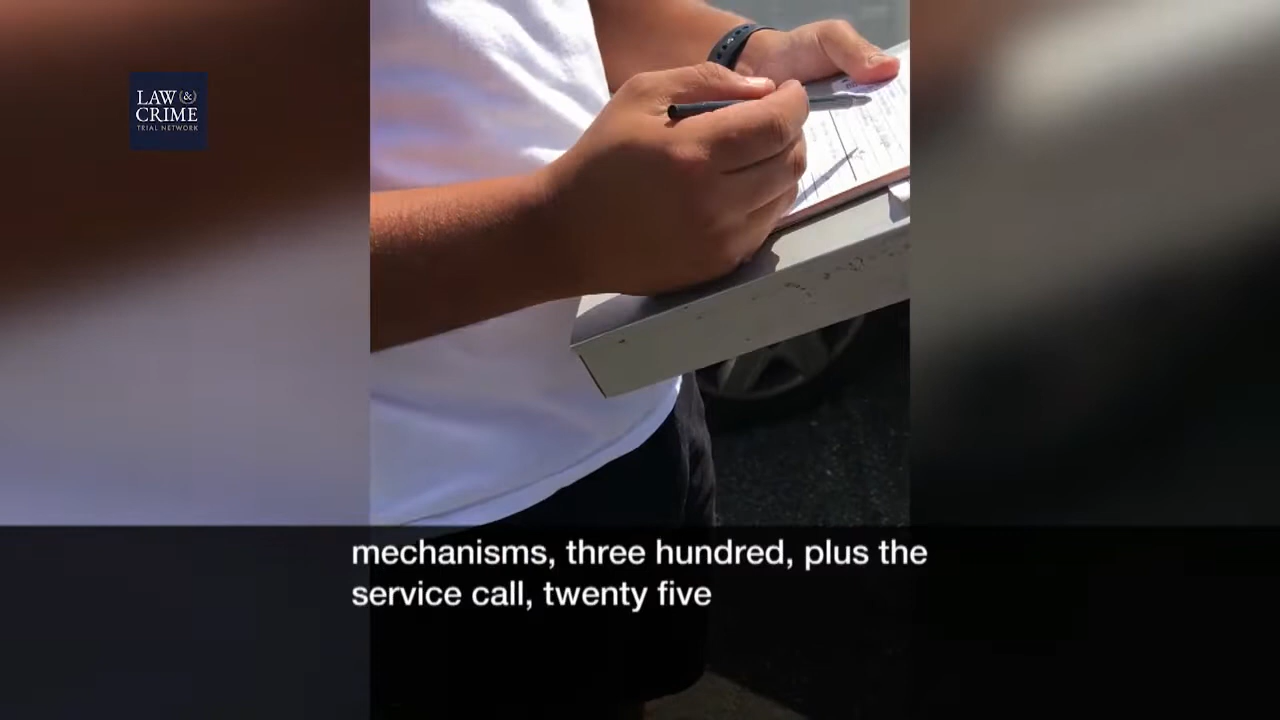 LAW &
CRIME
TRIAL NETWORK
mechanisms, three hundred, plus the
service call, twenty five